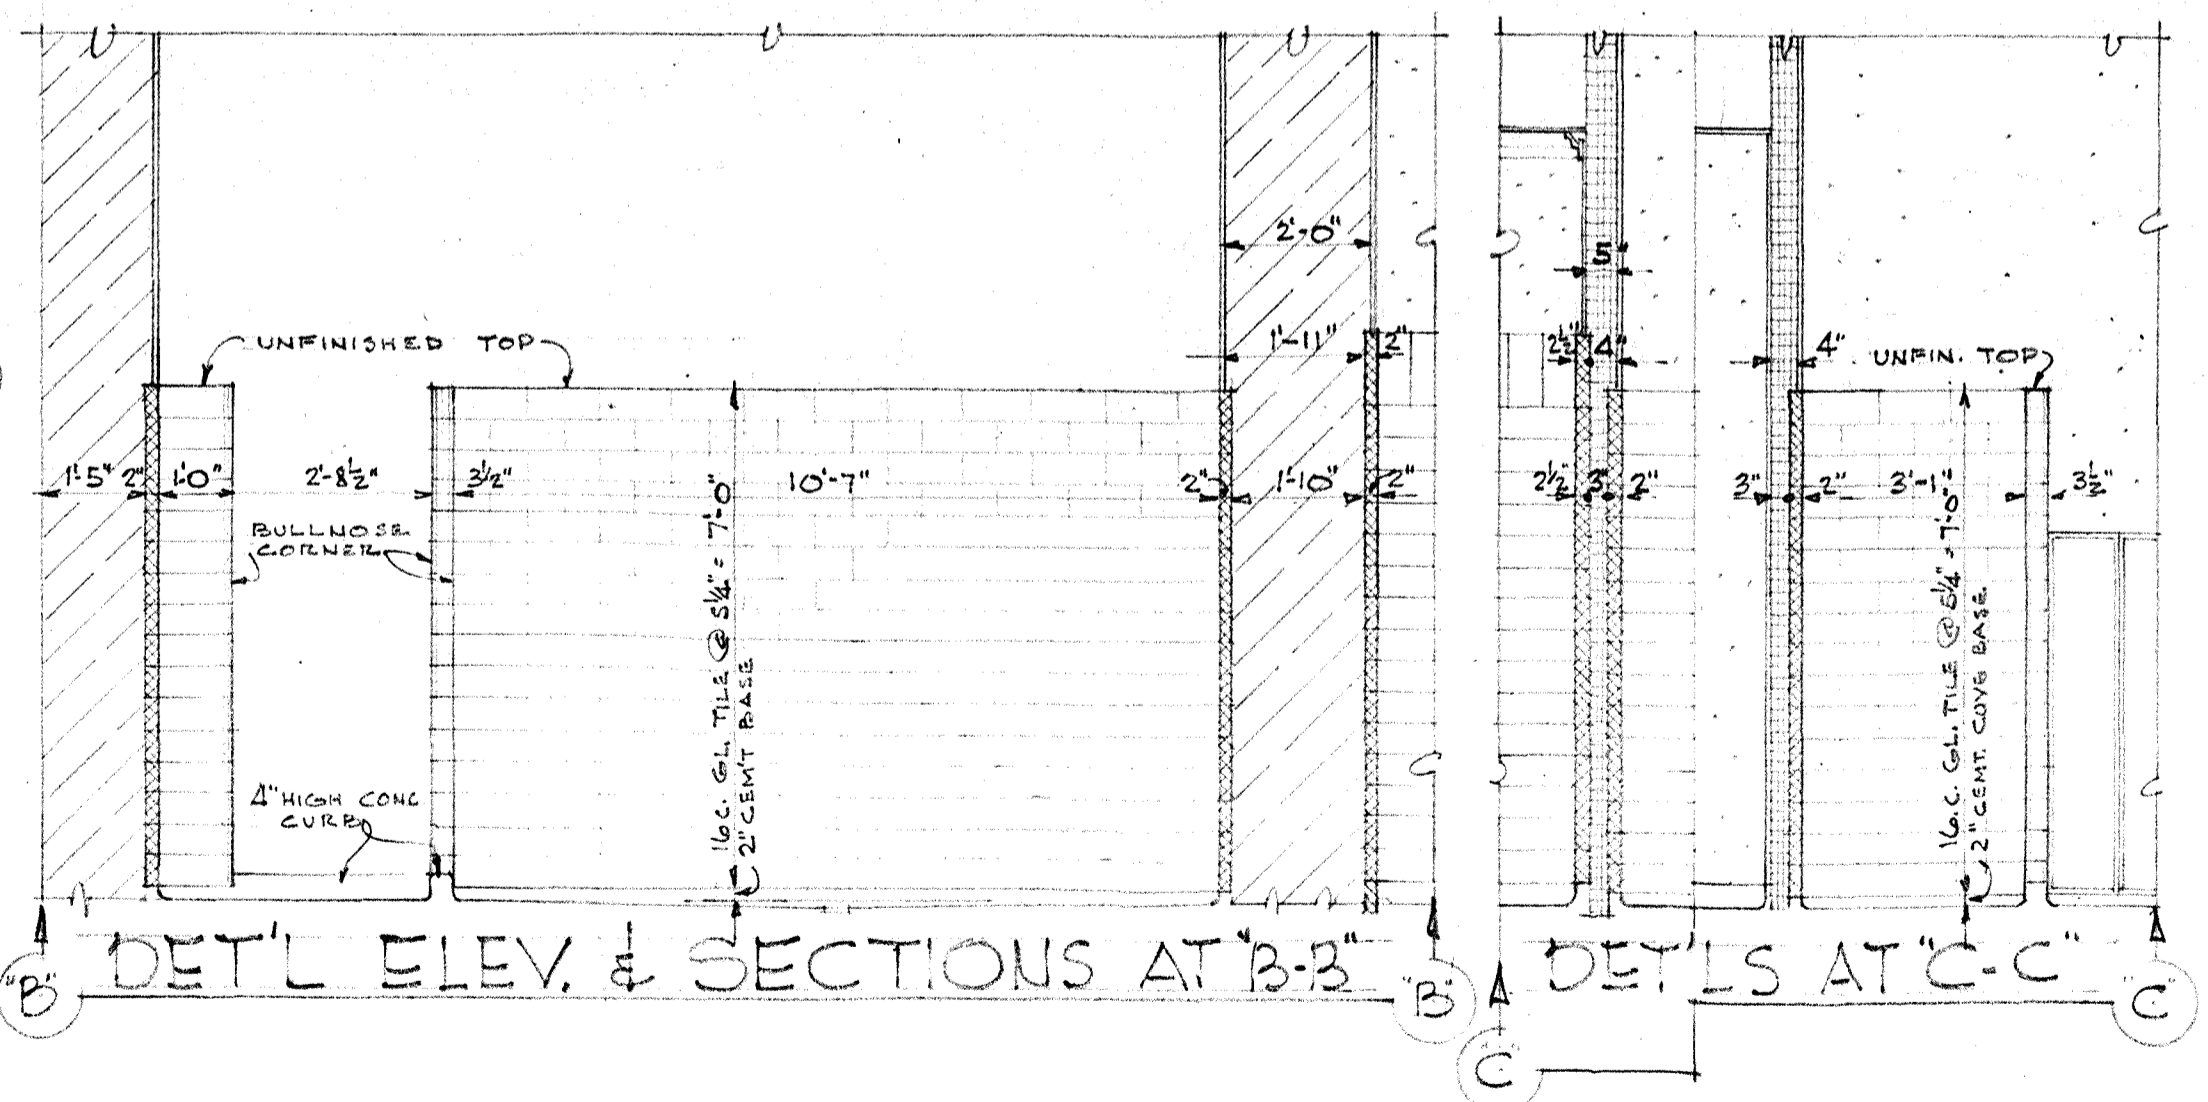 2'-0"
5"
1'-11" 2"
2½" 4"
4"
UNFINISHED TOP
UNFIN. TOP
1'-5" 2" 1'-0" 2'-8½" 3½" 10'-7" 2" 1'-10" 2"
2½" 3" 2" 3" 2" 3'-1" 3½"
BULLNOSE
CORNER
16 C. GL. TILE @ 5¼" = 7'-0"
2" CEM'T BASE
16. C. GL. TILE @ 5¼" = 7'-0"
2" CEMT. COVE BASE
4" HIGH CONC
CURB
DET'L ELEV. & SECTIONS AT "B-B"
"B" "B"
DET'LS AT "C-C"
"C" "C"